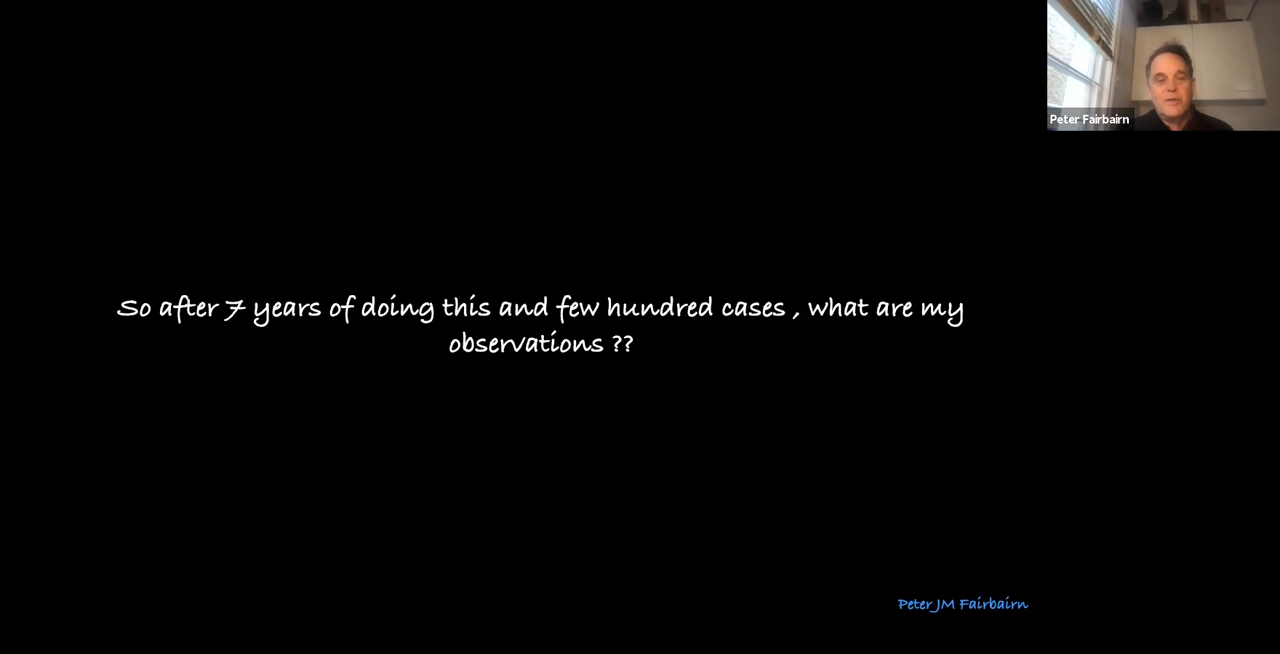 Peter Fairbairn
So after 7 years of doing this and few hundred cases , what are my
observations ??
Peter JM Fairbairn